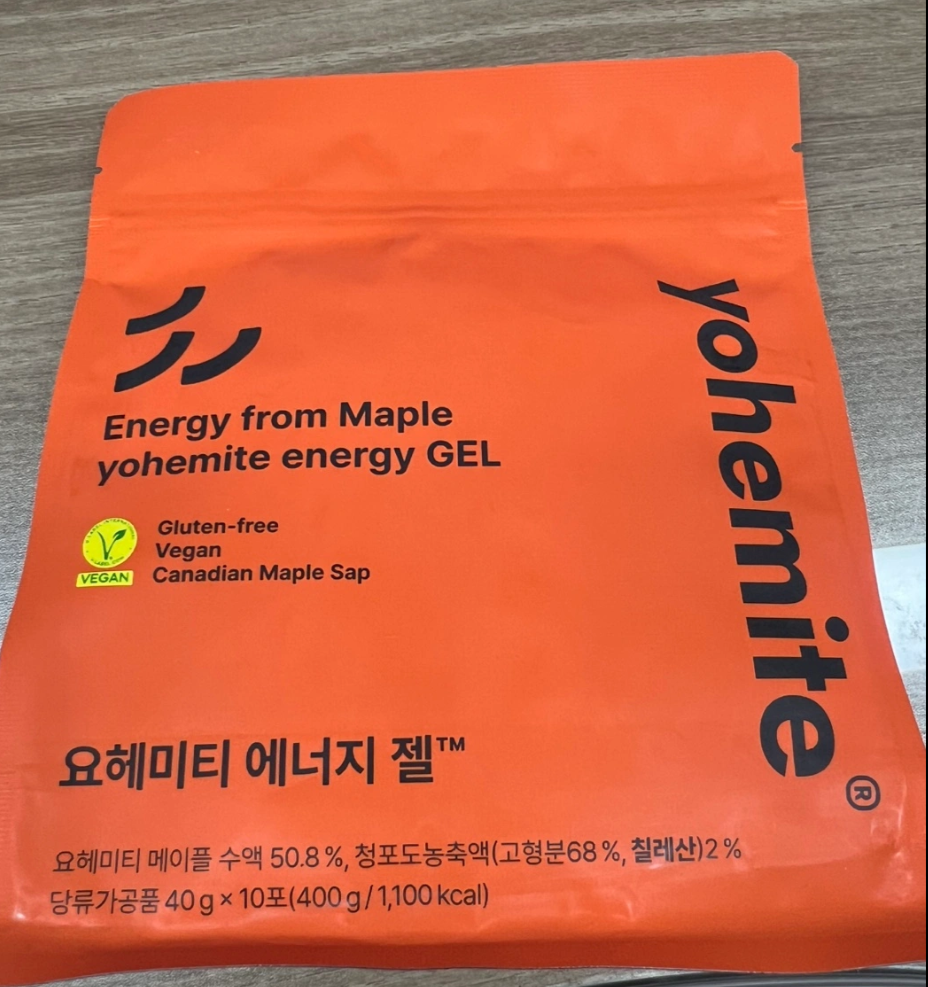 Energy from Maple
yohemite energy GEL
Gluten-free
Vegan
Canadian Maple Sap
VEGAN
yohemite®
요헤미티 에너지 젤™
요헤미티 메이플 수액 50.8 %, 청포도농축액(고형분68 %, 칠레산)2 %
당류가공품 40 g × 10포(400 g / 1,100 kcal)